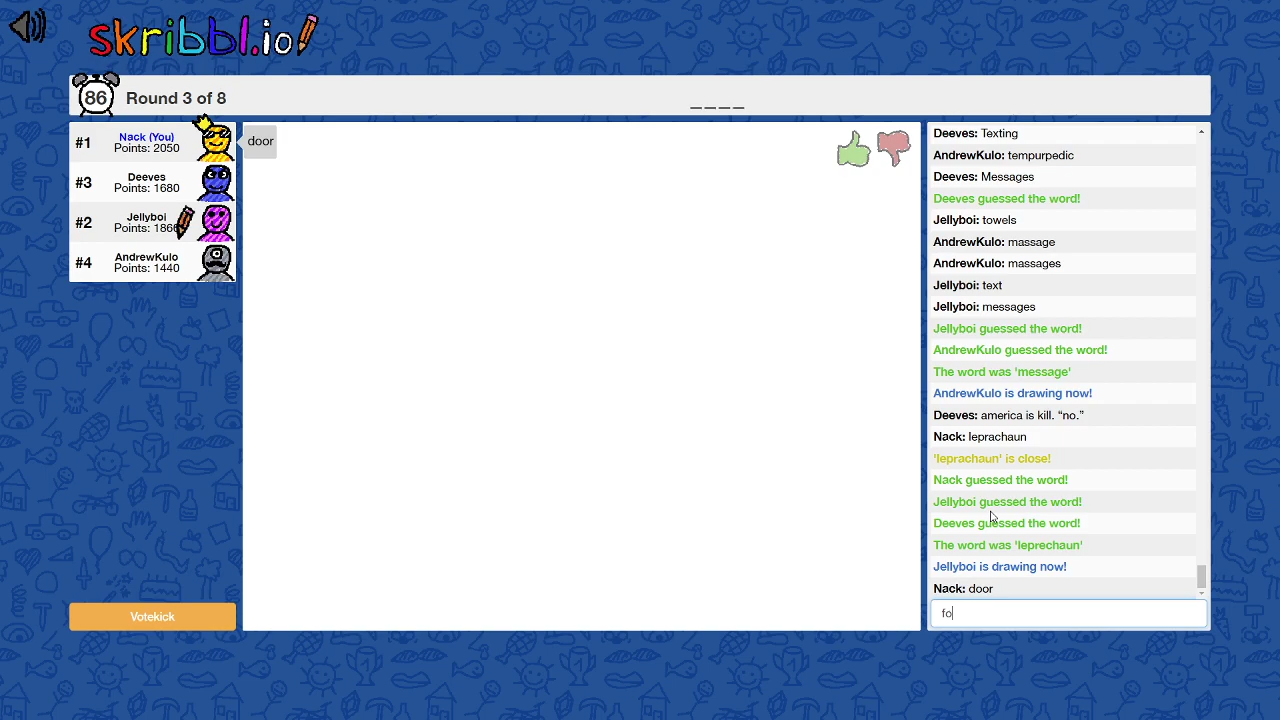 skribbl.io
86 Round 3 of 8 _ _ _ _
#1 Nack (You)
Points: 2050
door
#3 Deeves
Points: 1680
#2 Jellyboi
Points: 1860
#4 AndrewKulo
Points: 1440
Votekick
Deeves: Texting
AndrewKulo: tempurpedic
Deeves: Messages
Deeves guessed the word!
Jellyboi: towels
AndrewKulo: massage
AndrewKulo: massages
Jellyboi: text
Jellyboi: messages
Jellyboi guessed the word!
AndrewKulo guessed the word!
The word was 'message'
AndrewKulo is drawing now!
Deeves: america is kill. “no.”
Nack: leprachaun
'leprachaun' is close!
Nack guessed the word!
Jellyboi guessed the word!
Deeves guessed the word!
The word was 'leprechaun'
Jellyboi is drawing now!
Nack: door
fo